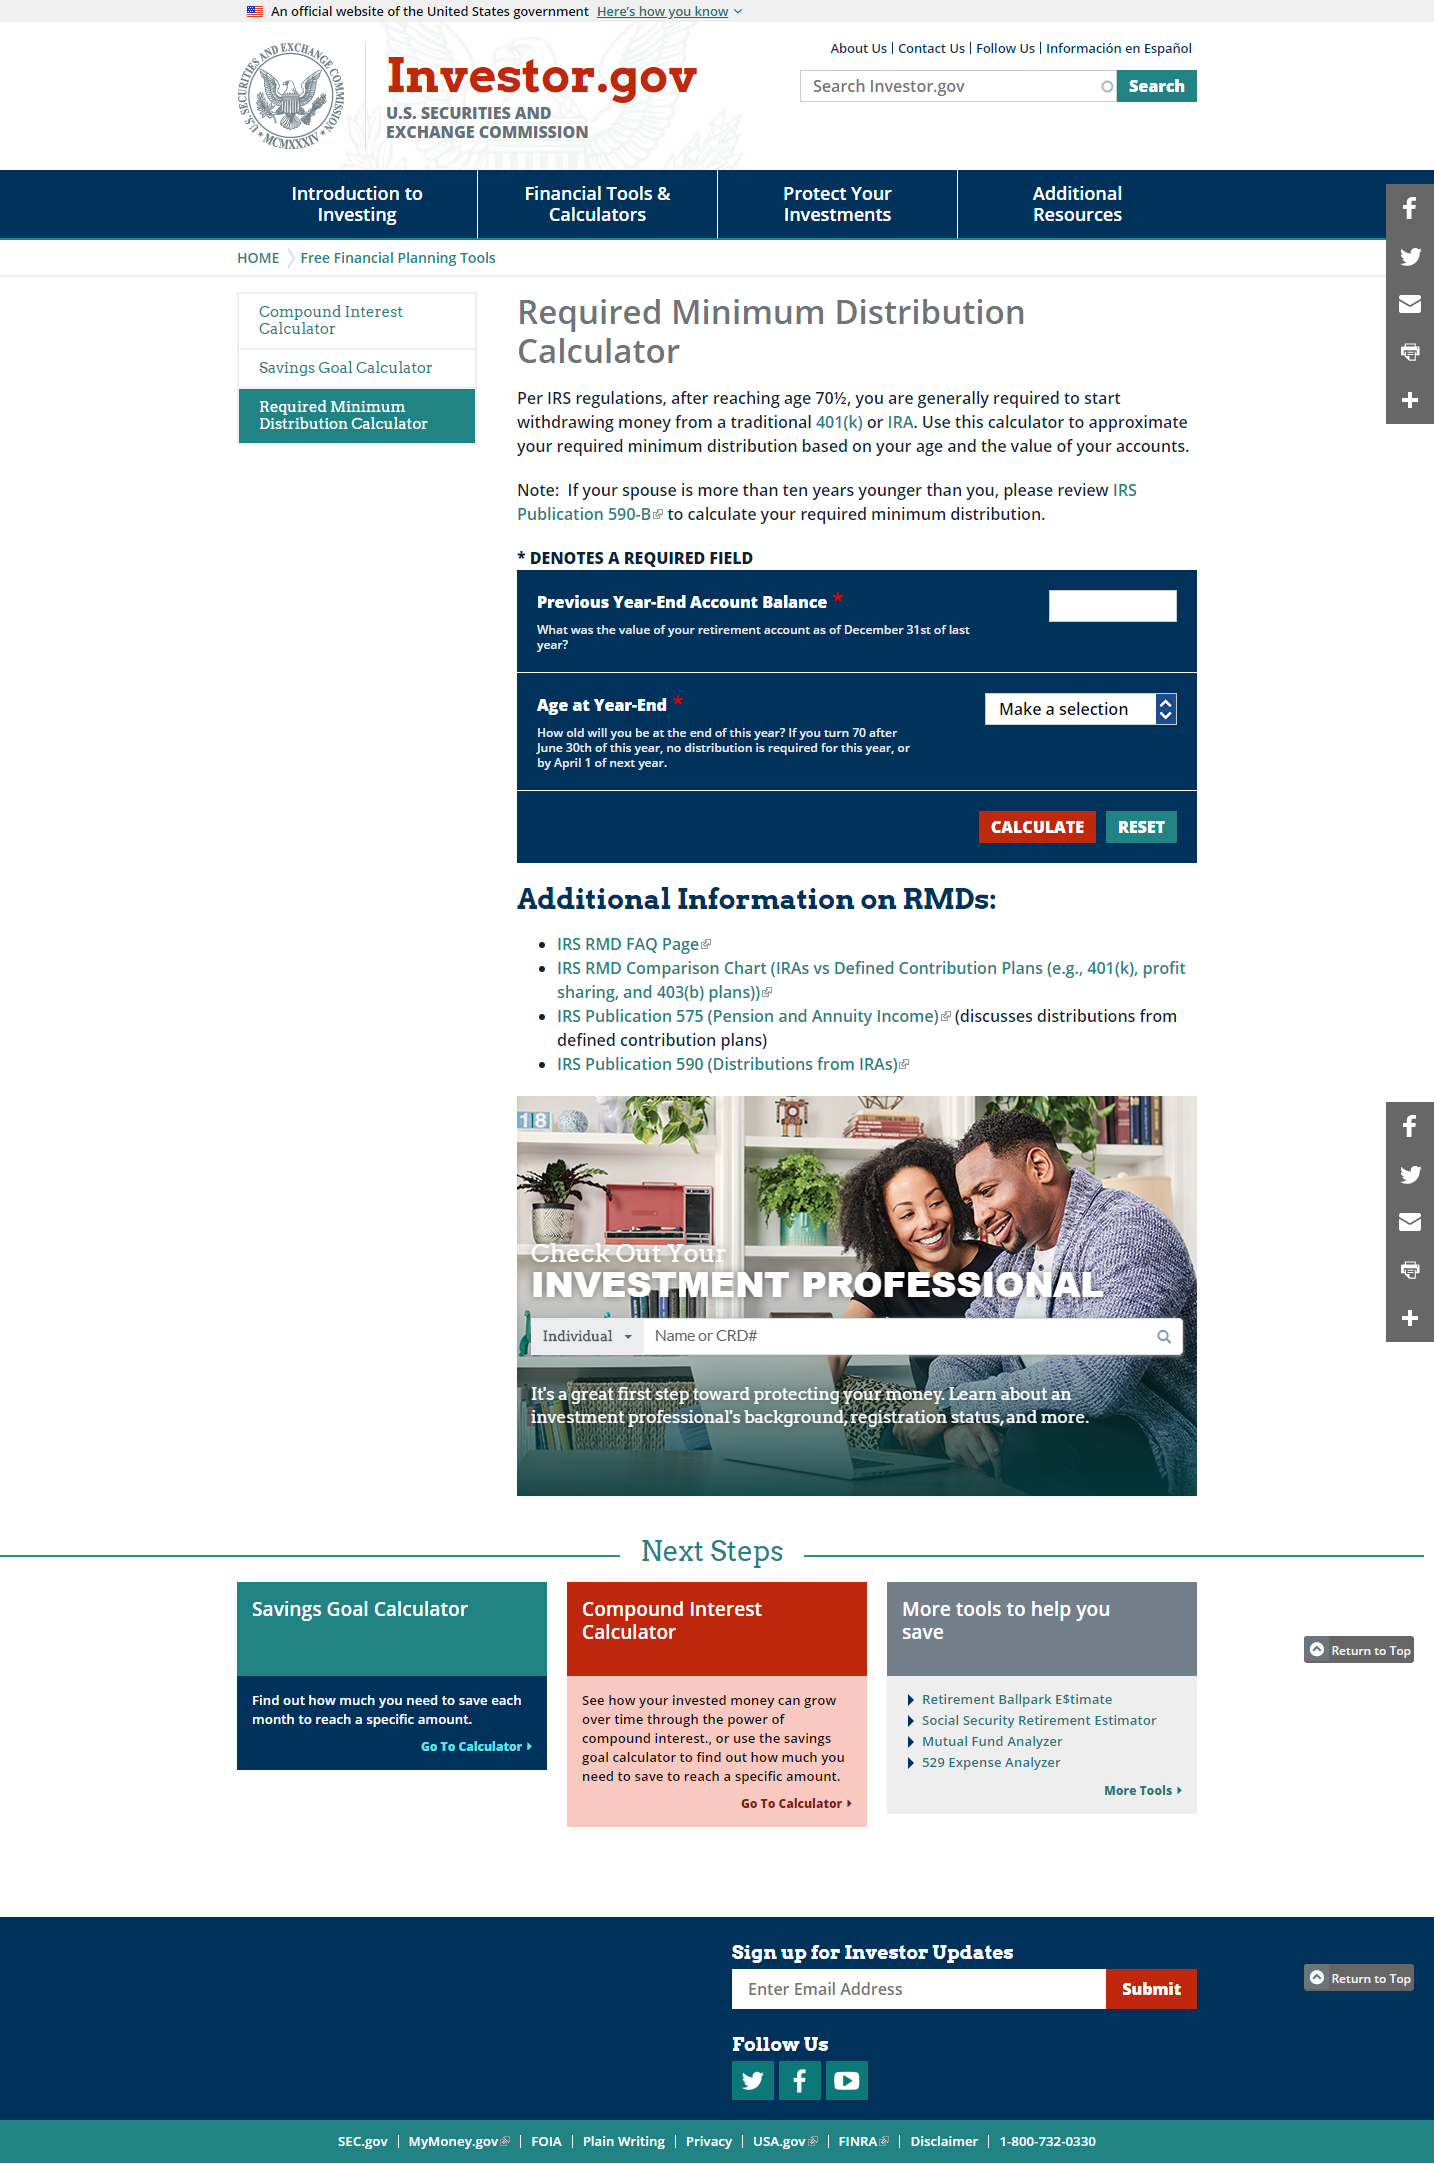 An official website of the United States government Here's how you know
About Us | Contact Us | Follow Us | Información en Español
U.S. SECURITIES AND EXCHANGE COMMISSION
MCMXXXIV
Investor.gov
U.S. SECURITIES AND
EXCHANGE COMMISSION
Search Investor.gov
Search
Introduction to
Investing
Financial Tools &
Calculators
Protect Your
Investments
Additional
Resources
HOME
Free Financial Planning Tools
Compound Interest
Calculator
Savings Goal Calculator
Required Minimum
Distribution Calculator
Required Minimum Distribution
Calculator
Per IRS regulations, after reaching age 70½, you are generally required to start
withdrawing money from a traditional 401(k) or IRA. Use this calculator to approximate
your required minimum distribution based on your age and the value of your accounts.
Note:  If your spouse is more than ten years younger than you, please review IRS
Publication 590-B to calculate your required minimum distribution.
* DENOTES A REQUIRED FIELD
Previous Year-End Account Balance *
What was the value of your retirement account as of December 31st of last
year?
Age at Year-End *
Make a selection
How old will you be at the end of this year? If you turn 70 after
June 30th of this year, no distribution is required for this year, or
by April 1 of next year.
CALCULATE
RESET
Additional Information on RMDs:
• IRS RMD FAQ Page
• IRS RMD Comparison Chart (IRAs vs Defined Contribution Plans (e.g., 401(k), profit
sharing, and 403(b) plans))
• IRS Publication 575 (Pension and Annuity Income) (discusses distributions from
defined contribution plans)
• IRS Publication 590 (Distributions from IRAs)
18
Check Out Your
INVESTMENT PROFESSIONAL
Individual
Name or CRD#
It's a great first step toward protecting your money. Learn about an
investment professional's background, registration status, and more.
Next Steps
Savings Goal Calculator
Find out how much you need to save each
month to reach a specific amount.
Go To Calculator
Compound Interest
Calculator
See how your invested money can grow
over time through the power of
compound interest., or use the savings
goal calculator to find out how much you
need to save to reach a specific amount.
Go To Calculator
More tools to help you
save
Retirement Ballpark E$timate
Social Security Retirement Estimator
Mutual Fund Analyzer
529 Expense Analyzer
More Tools
Return to Top
Sign up for Investor Updates
Enter Email Address
Submit
Return to Top
Follow Us
SEC.gov | MyMoney.gov | FOIA | Plain Writing | Privacy | USA.gov | FINRA | Disclaimer | 1-800-732-0330